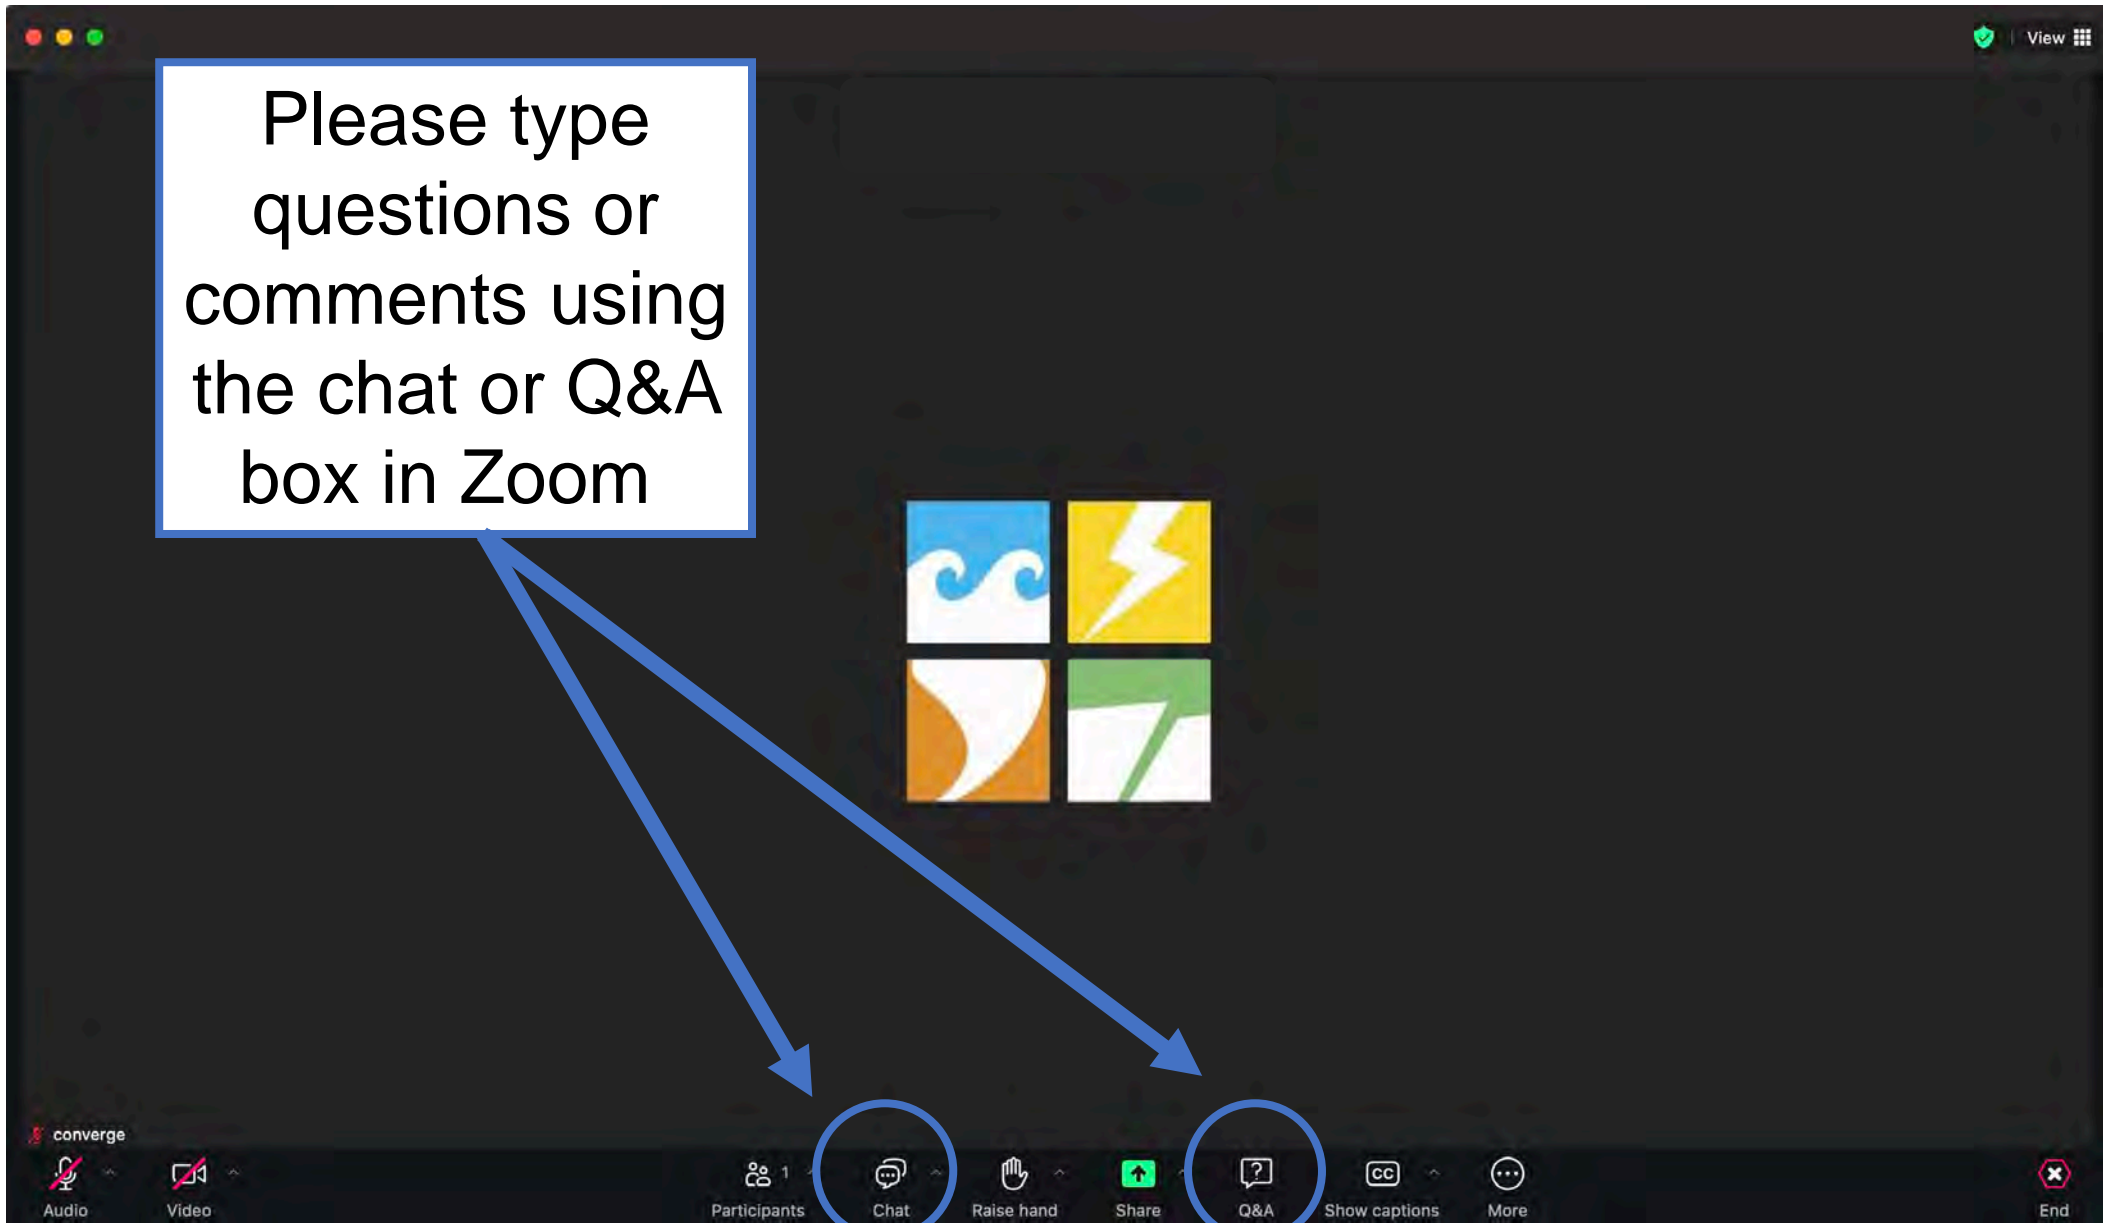 View
Please type
questions or
comments using
the chat or Q&A
box in Zoom
converge
Audio
Video
Participants
1
Chat
Raise hand
Share
Q&A
CC
Show captions
More
End